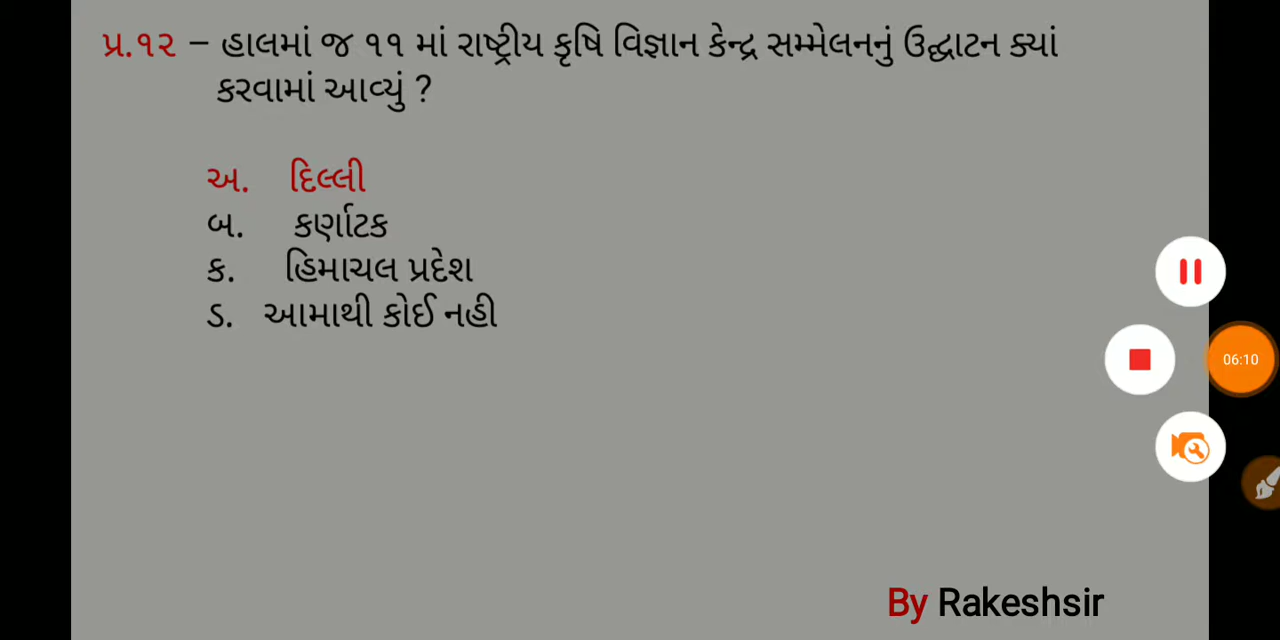 પ્ર.૧૨ – હાલમાં જ ૧૧ માં રાષ્ટ્રીય કૃષિ વિજ્ઞાન કેન્દ્ર સમ્મેલનનું ઉદ્ઘાટન ક્યાં
કરવામાં આવ્યું ?
અ. દિલ્લી
બ. કર્ણાટક
ક. હિમાચલ પ્રદેશ
ડ. આમાથી કોઈ નહી
06:10
By Rakeshsir